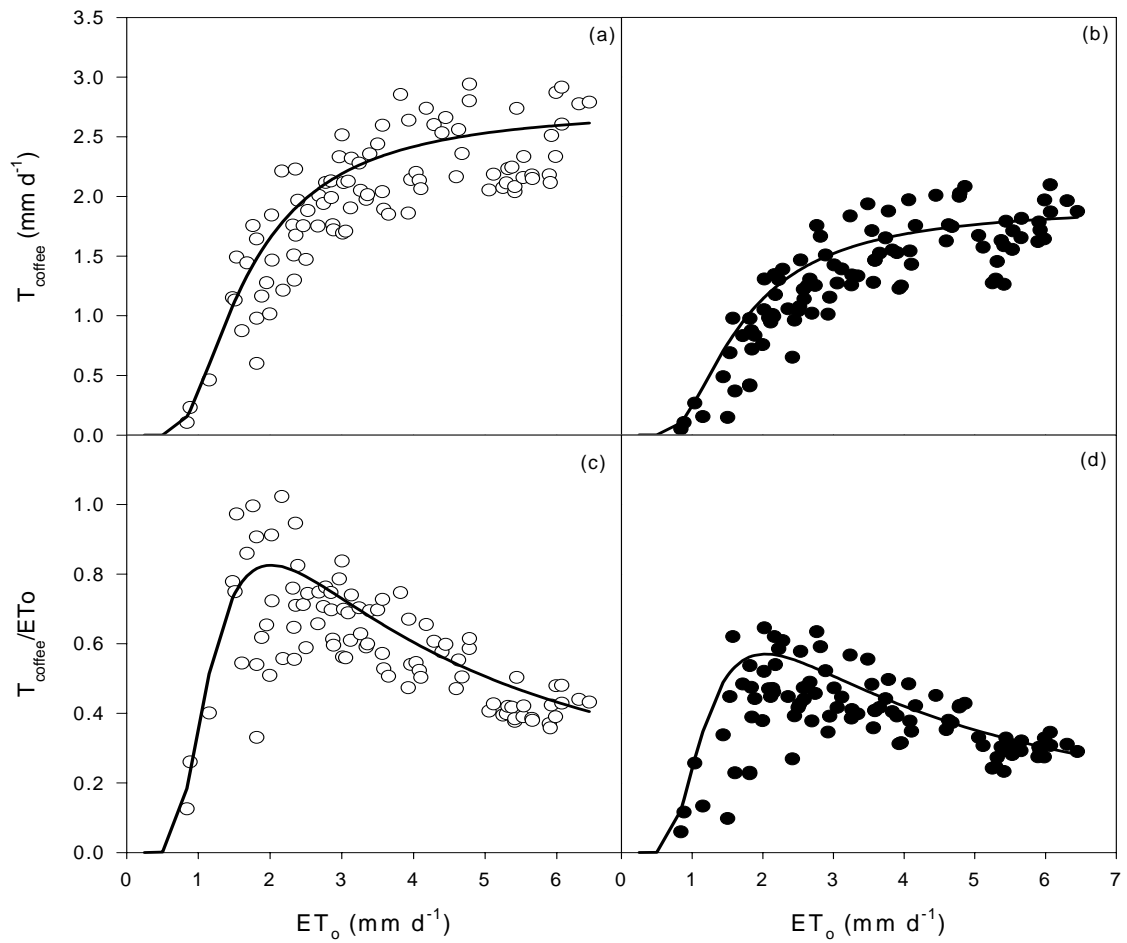 3.5
(a)
(b)
3.0
2.5
2.0
1.5
1.0
0.5
0.0
T_coffee (mm d^-1)
(c)
(d)
1.0
0.8
0.6
0.4
0.2
0.0
T_coffee/ETo
0 1 2 3 4 5 6 0 1 2 3 4 5 6 7
ET_o (mm d^-1)
ET_o (mm d^-1)